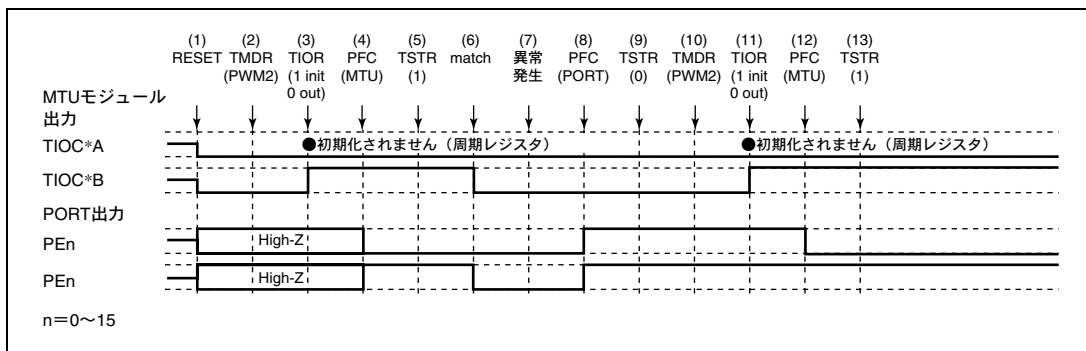 (1) (2) (3) (4) (5) (6) (7) (8) (9) (10) (11) (12) (13)
RESET TMDR TIOR PFC TSTR match 異常 PFC TSTR TMDR TIOR PFC TSTR
(PWM2) (1 init (MTU) (1) 発生 (PORT) (0) (PWM2) (1 init (MTU) (1)
0 out) 0 out)
MTUモジュール
出力
TIOC*A ●初期化されません（周期レジスタ） ●初期化されません（周期レジスタ）
TIOC*B
PORT出力
PEn High-Z
PEn High-Z
n＝0〜15